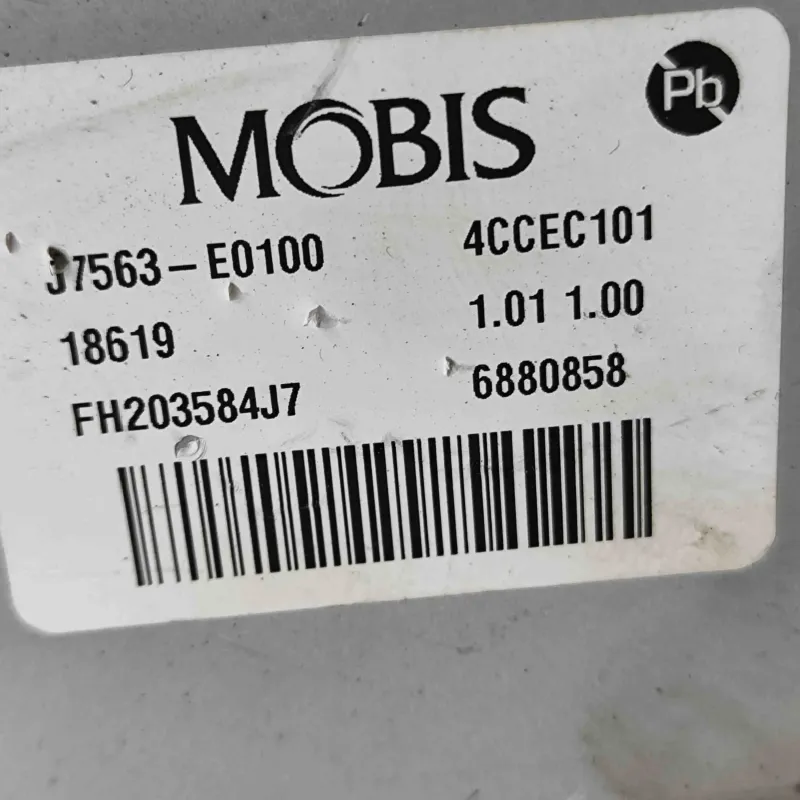 MOBIS
Pb
J7563-E0100 4CCEC101
18619 1.01 1.00
FH203584J7 6880858